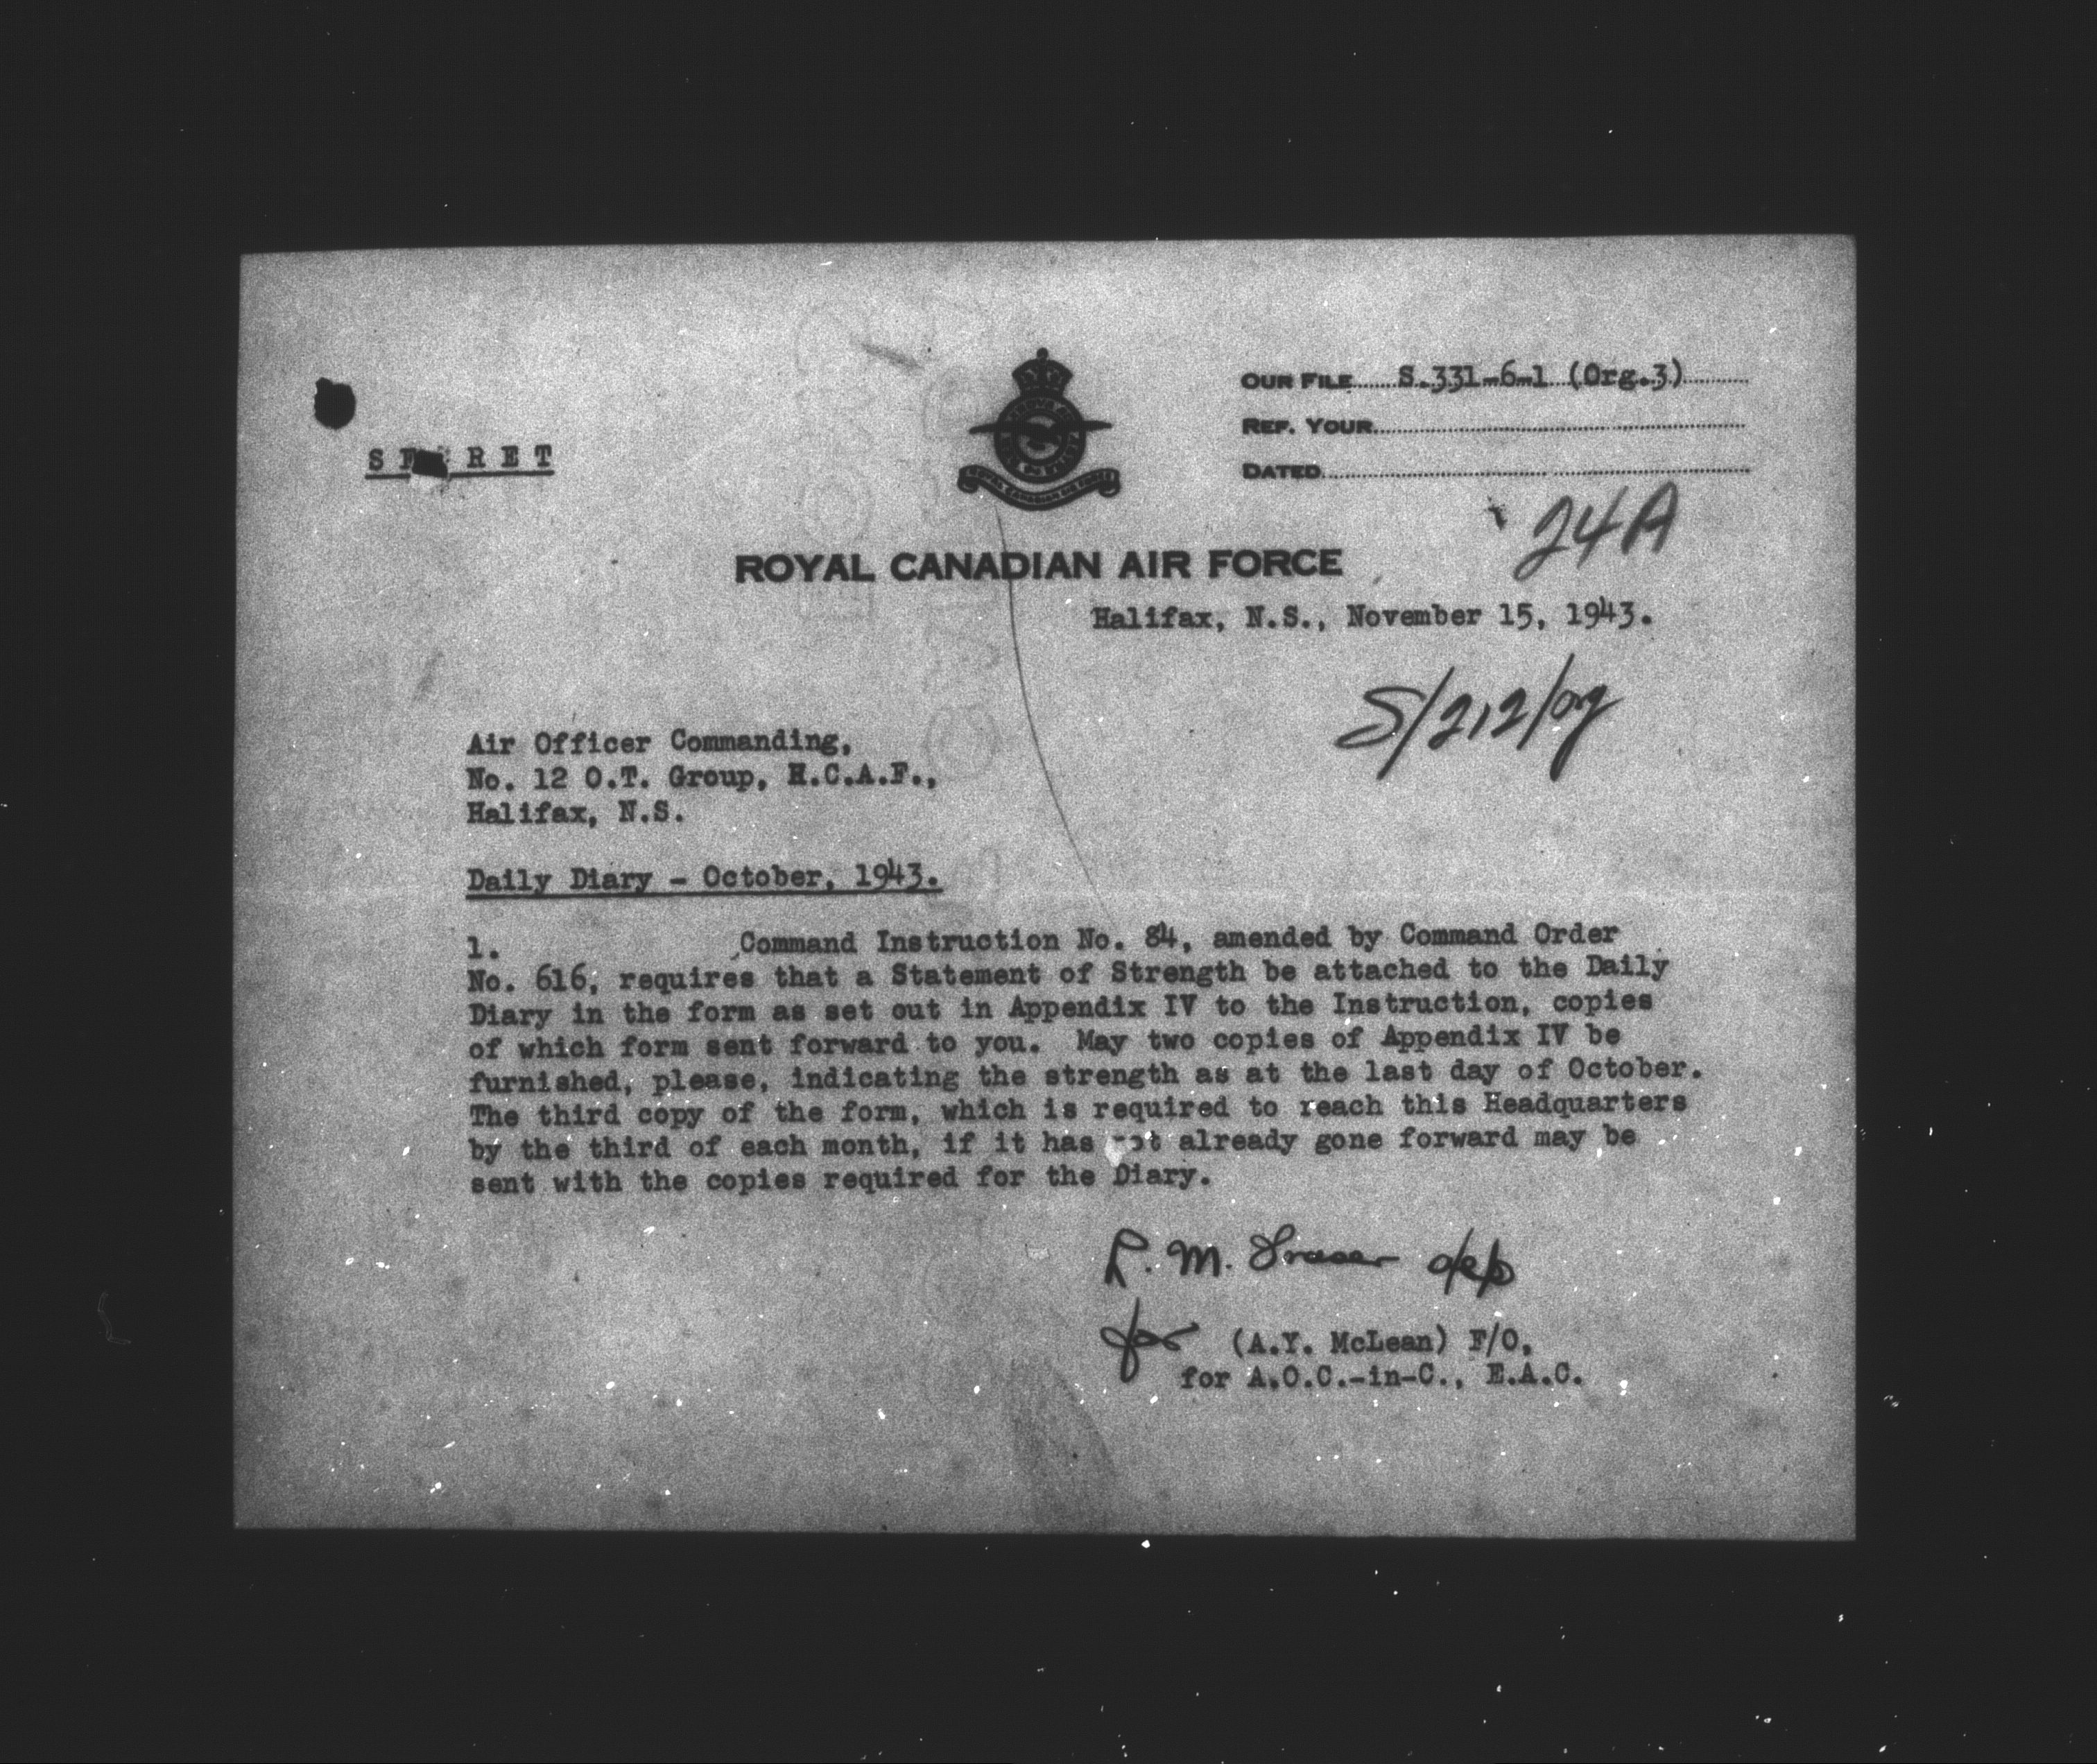 OUR FILE S.331-6-1 (Org.3)
REF. YOUR
DATED
S E C R E T
24A
ROYAL CANADIAN AIR FORCE
Halifax, N.S., November 15, 1943.
S/212/
Air Officer Commanding,
No. 12 O.T. Group, R.C.A.F.,
Halifax, N.S.
Daily Diary - October, 1943.
1. Command Instruction No. 84, amended by Command Order
No. 616, requires that a Statement of Strength be attached to the Daily
Diary in the form as set out in Appendix IV to the Instruction, copies
of which form sent forward to you. May two copies of Appendix IV be
furnished, please, indicating the strength as at the last day of October.
The third copy of the form, which is required to reach this Headquarters
by the third of each month, if it has not already gone forward may be
sent with the copies required for the Diary.
M.
for (A.Y. McLean) F/O,
for A.O.C.-in-C., E.A.C.